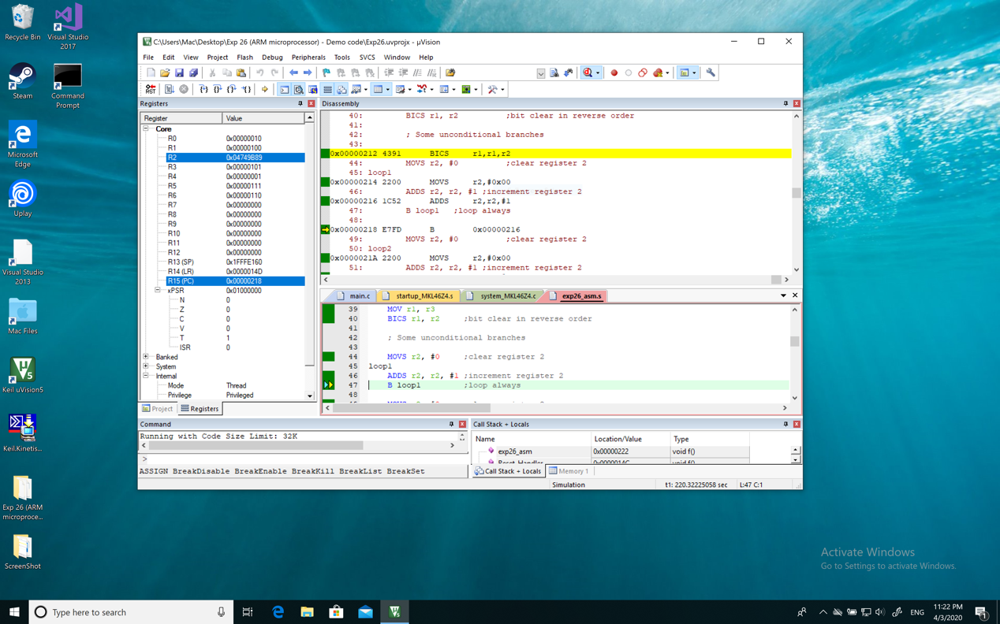 Recycle Bin
Visual Studio 2017
Steam
Command Prompt
Microsoft Edge
Uplay
Visual Studio 2013
Mac Files
Keil uVision5
Keil.Kinetis...
Exp 26 (ARM microproce...
ScreenShot
C:\Users\Mac\Desktop\Exp 26 (ARM microprocessor) - Demo code\Exp26.uvprojx - µVision
File Edit View Project Flash Debug Peripherals Tools SVCS Window Help
RST
Registers
Register Value
Core
R0 0x00000010
R1 0x00000100
R2 0x04749B89
R3 0x00000101
R4 0x00000001
R5 0x00000111
R6 0x00000110
R7 0x00000000
R8 0x00000000
R9 0x00000000
R10 0x00000000
R11 0x00000000
R12 0x00000000
R13 (SP) 0x1FFFE160
R14 (LR) 0x0000014D
R15 (PC) 0x00000218
xPSR 0x01000000
N 0
Z 0
C 0
V 0
T 1
ISR 0
Banked
System
Internal
Mode Thread
Privilege Privileged
Project Registers
Disassembly
40: BICS r1, r2 ;bit clear in reverse order
41:
42: ; Some unconditional branches
43:
0x00000212 4391 BICS r1,r1,r2
44: MOVS r2, #0 ;clear register 2
45: loop1
0x00000214 2200 MOVS r2,#0x00
46: ADDS r2, r2, #1 ;increment register 2
0x00000216 1C52 ADDS r2,r2,#1
47: B loop1 ;loop always
48:
0x00000218 E7FD B 0x00000216
49: MOVS r2, #0 ;clear register 2
50: loop2
0x0000021A 2200 MOVS r2,#0x00
51: ADDS r2, r2, #1 ;increment register 2
main.c startup_MKL46Z4.s system_MKL46Z4.c exp26_asm.s
39 MOV r1, r3
40 BICS r1, r2 ;bit clear in reverse order
41
42 ; Some unconditional branches
43
44 MOVS r2, #0 ;clear register 2
45 loop1
46 ADDS r2, r2, #1 ;increment register 2
47 B loop1 ;loop always
48
Command
Running with Code Size Limit: 32K
>
ASSIGN BreakDisable BreakEnable BreakKill BreakList BreakSet
Call Stack + Locals
Name Location/Value Type
exp26_asm 0x00000222 void f()
Reset_Handler 0x0000014C void f()
Call Stack + Locals Memory 1
Simulation t1: 220.32225058 sec L:47 C:1
Activate Windows
Go to Settings to activate Windows.
Type here to search
ENG
11:22 PM
4/3/2020
1